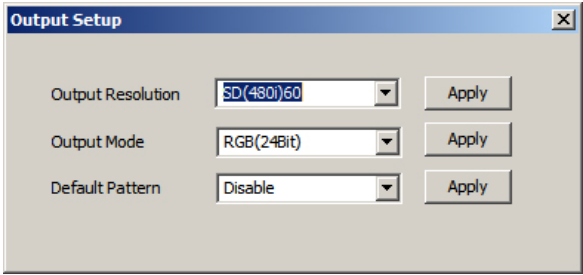 Output Setup
Output Resolution SD(480i)60 Apply
Output Mode RGB(24Bit) Apply
Default Pattern Disable Apply